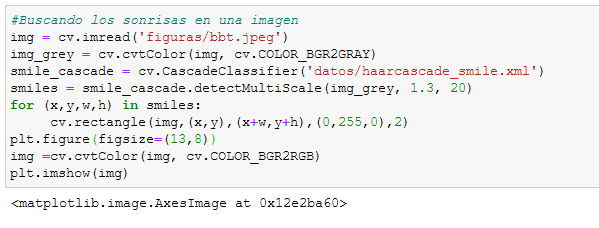 #Buscando los sonrisas en una imagen
img = cv.imread('figuras/bbt.jpeg')
img_grey = cv.cvtColor(img, cv.COLOR_BGR2GRAY)
smile_cascade = cv.CascadeClassifier('datos/haarcascade_smile.xml')
smiles = smile_cascade.detectMultiScale(img_grey, 1.3, 20)
for (x,y,w,h) in smiles:
    cv.rectangle(img,(x,y),(x+w,y+h),(0,255,0),2)
plt.figure(figsize=(13,8))
img =cv.cvtColor(img, cv.COLOR_BGR2RGB)
plt.imshow(img)
<matplotlib.image.AxesImage at 0x12e2ba60>